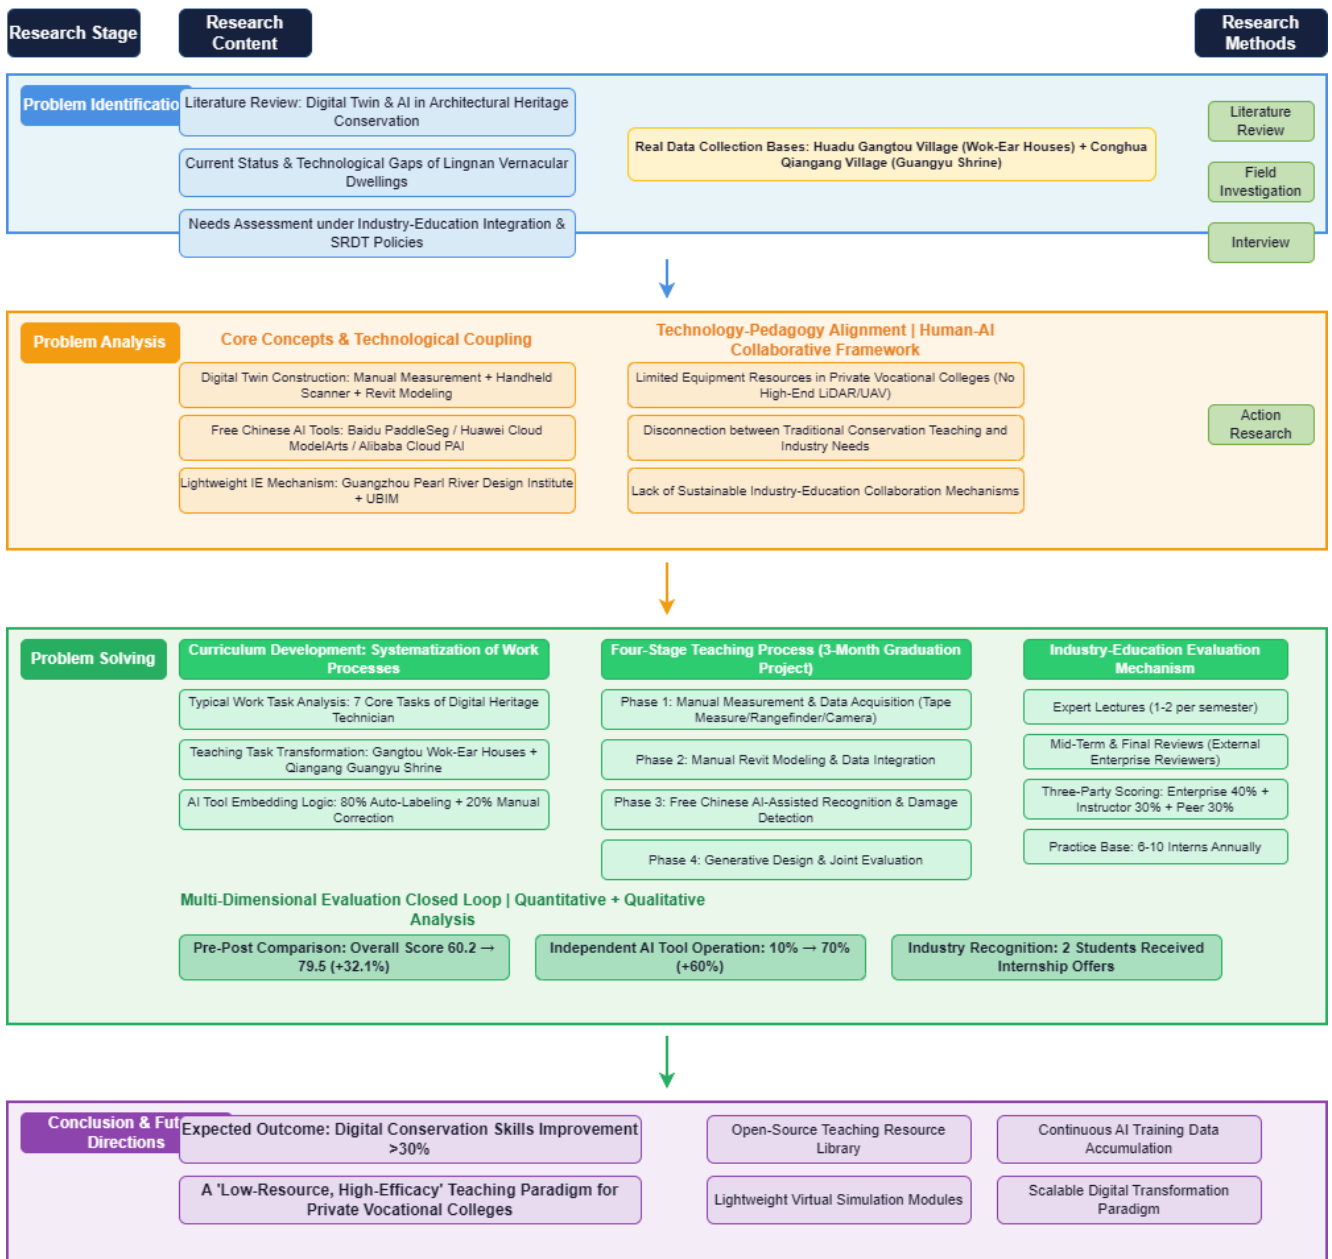 Research Stage
Research
Content
Research
Methods
Problem Identificatio
Literature Review: Digital Twin & AI in Architectural Heritage
Conservation
Current Status & Technological Gaps of Lingnan Vernacular
Dwellings
Needs Assessment under Industry-Education Integration &
SRDT Policies
Real Data Collection Bases: Huadu Gangtou Village (Wok-Ear Houses) + Conghua
Qiangang Village (Guangyu Shrine)
Literature
Review
Field
Investigation
Interview
Problem Analysis
Core Concepts & Technological Coupling
Digital Twin Construction: Manual Measurement + Handheld
Scanner + Revit Modeling
Free Chinese AI Tools: Baidu PaddleSeg / Huawei Cloud
ModelArts / Alibaba Cloud PAI
Lightweight IE Mechanism: Guangzhou Pearl River Design Institute
+ UBIM
Technology-Pedagogy Alignment | Human-AI
Collaborative Framework
Limited Equipment Resources in Private Vocational Colleges (No
High-End LiDAR/UAV)
Disconnection between Traditional Conservation Teaching and
Industry Needs
Lack of Sustainable Industry-Education Collaboration Mechanisms
Action
Research
Problem Solving
Curriculum Development: Systematization of Work
Processes
Typical Work Task Analysis: 7 Core Tasks of Digital Heritage
Technician
Teaching Task Transformation: Gangtou Wok-Ear Houses +
Qiangang Guangyu Shrine
AI Tool Embedding Logic: 80% Auto-Labeling + 20% Manual
Correction
Four-Stage Teaching Process (3-Month Graduation
Project)
Phase 1: Manual Measurement & Data Acquisition (Tape
Measure/Rangefinder/Camera)
Phase 2: Manual Revit Modeling & Data Integration
Phase 3: Free Chinese AI-Assisted Recognition & Damage
Detection
Phase 4: Generative Design & Joint Evaluation
Industry-Education Evaluation
Mechanism
Expert Lectures (1-2 per semester)
Mid-Term & Final Reviews (External
Enterprise Reviewers)
Three-Party Scoring: Enterprise 40% +
Instructor 30% + Peer 30%
Practice Base: 6-10 Interns Annually
Multi-Dimensional Evaluation Closed Loop | Quantitative + Qualitative
Analysis
Pre-Post Comparison: Overall Score 60.2 →
79.5 (+32.1%)
Independent AI Tool Operation: 10% → 70%
(+60%)
Industry Recognition: 2 Students Received
Internship Offers
Conclusion & Fut
Directions
Expected Outcome: Digital Conservation Skills Improvement
>30%
A 'Low-Resource, High-Efficacy' Teaching Paradigm for
Private Vocational Colleges
Open-Source Teaching Resource
Library
Lightweight Virtual Simulation Modules
Continuous AI Training Data
Accumulation
Scalable Digital Transformation
Paradigm